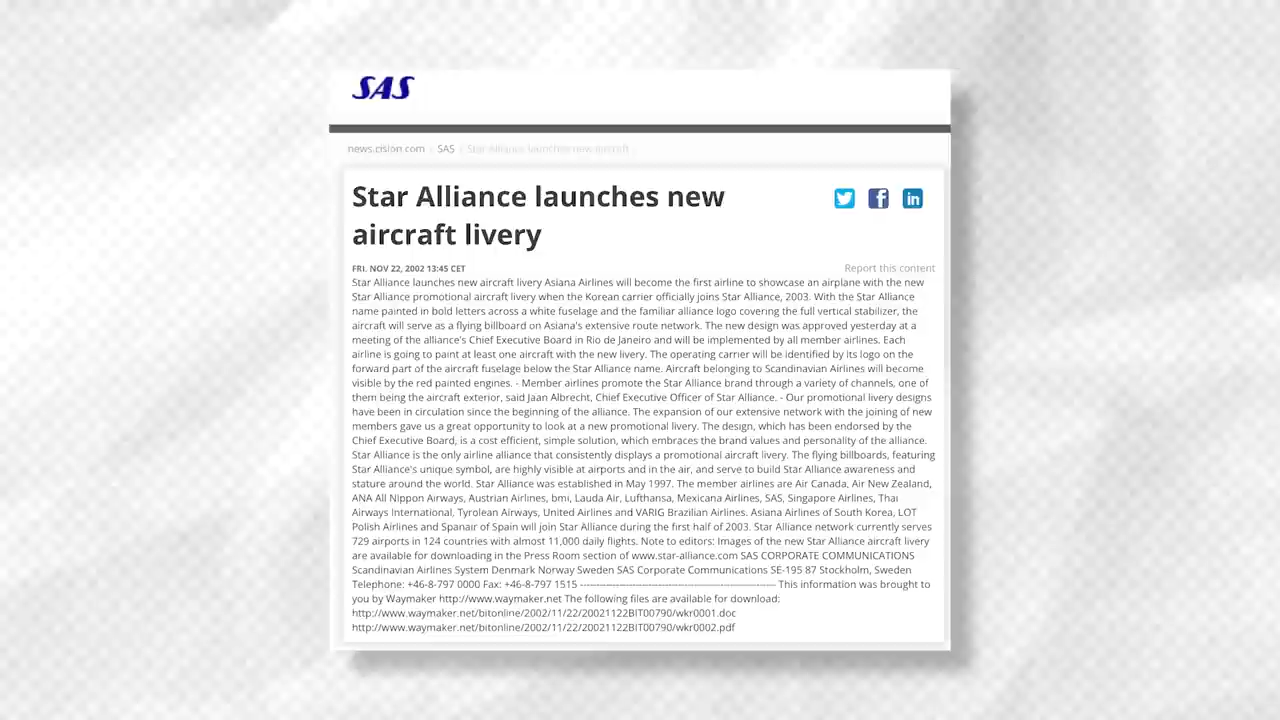 SAS
news.cision.com / SAS / Star Alliance launches new aircraft
Star Alliance launches new
aircraft livery
FRI, NOV 22, 2002 13:45 CET
Report this content
Star Alliance launches new aircraft livery Asiana Airlines will become the first airline to showcase an airplane with the new
Star Alliance promotional aircraft livery when the Korean carrier officially joins Star Alliance, 2003. With the Star Alliance
name painted in bold letters across a white fuselage and the familiar alliance logo covering the full vertical stabilizer, the
aircraft will serve as a flying billboard on Asiana's extensive route network. The new design was approved yesterday at a
meeting of the alliance's Chief Executive Board in Rio de Janeiro and will be implemented by all member airlines. Each
airline is going to paint at least one aircraft with the new livery. The operating carrier will be identified by its logo on the
forward part of the aircraft fuselage below the Star Alliance name. Aircraft belonging to Scandinavian Airlines will become
visible by the red painted engines. - Member airlines promote the Star Alliance brand through a variety of channels, one of
them being the aircraft exterior, said Jaan Albrecht, Chief Executive Officer of Star Alliance. - Our promotional livery designs
have been in circulation since the beginning of the alliance. The expansion of our extensive network with the joining of new
members gave us a great opportunity to look at a new promotional livery. The design, which has been endorsed by the
Chief Executive Board, is a cost efficient, simple solution, which embraces the brand values and personality of the alliance.
Star Alliance is the only airline alliance that consistently displays a promotional aircraft livery. The flying billboards, featuring
Star Alliance's unique symbol, are highly visible at airports and in the air, and serve to build Star Alliance awareness and
stature around the world. Star Alliance was established in May 1997. The member airlines are Air Canada, Air New Zealand,
ANA All Nippon Airways, Austrian Airlines, bmi, Lauda Air, Lufthansa, Mexicana Airlines, SAS, Singapore Airlines, Thai
Airways International, Tyrolean Airways, United Airlines and VARIG Brazilian Airlines. Asiana Airlines of South Korea, LOT
Polish Airlines and Spanair of Spain will join Star Alliance during the first half of 2003. Star Alliance network currently serves
729 airports in 124 countries with almost 11,000 daily flights. Note to editors: Images of the new Star Alliance aircraft livery
are available for downloading in the Press Room section of www.star-alliance.com SAS CORPORATE COMMUNICATIONS
Scandinavian Airlines System Denmark Norway Sweden SAS Corporate Communications SE-195 87 Stockholm, Sweden
Telephone: +46-8-797 0000 Fax: +46-8-797 1515 ------------------------------------------------------------ This information was brought to
you by Waymaker http://www.waymaker.net The following files are available for download:
http://www.waymaker.net/bitonline/2002/11/22/20021122BIT00790/wkr0001.doc
http://www.waymaker.net/bitonline/2002/11/22/20021122BIT00790/wkr0002.pdf